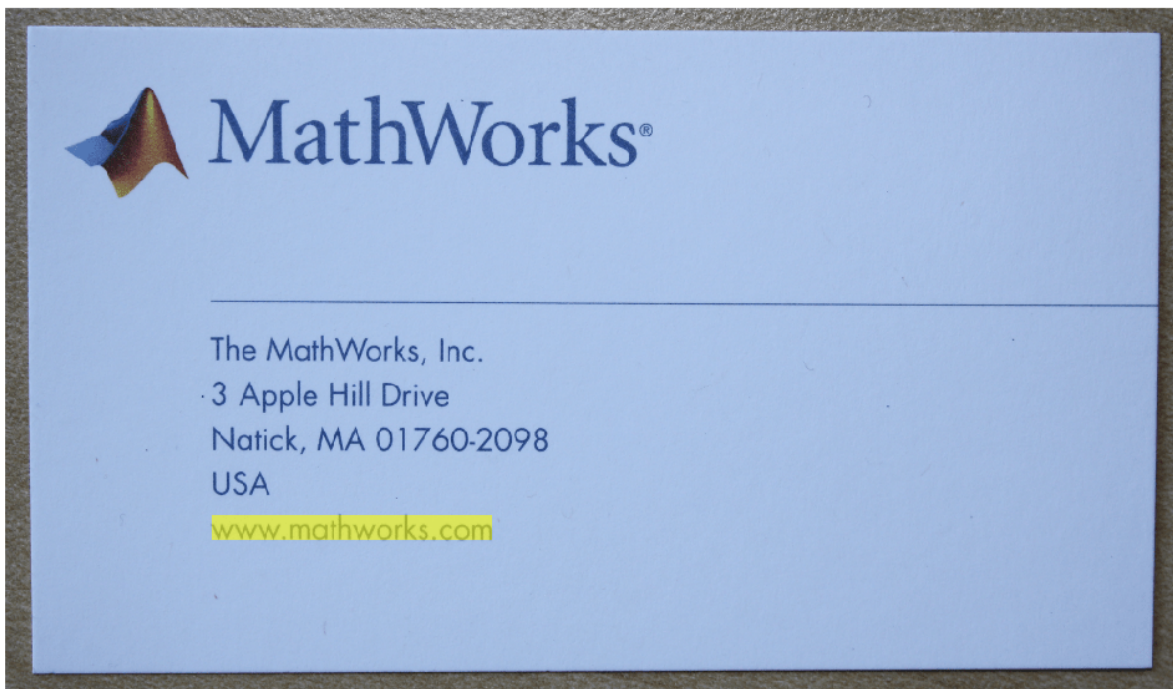 MathWorks®
The MathWorks, Inc.
3 Apple Hill Drive
Natick, MA 01760-2098
USA
www.mathworks.com